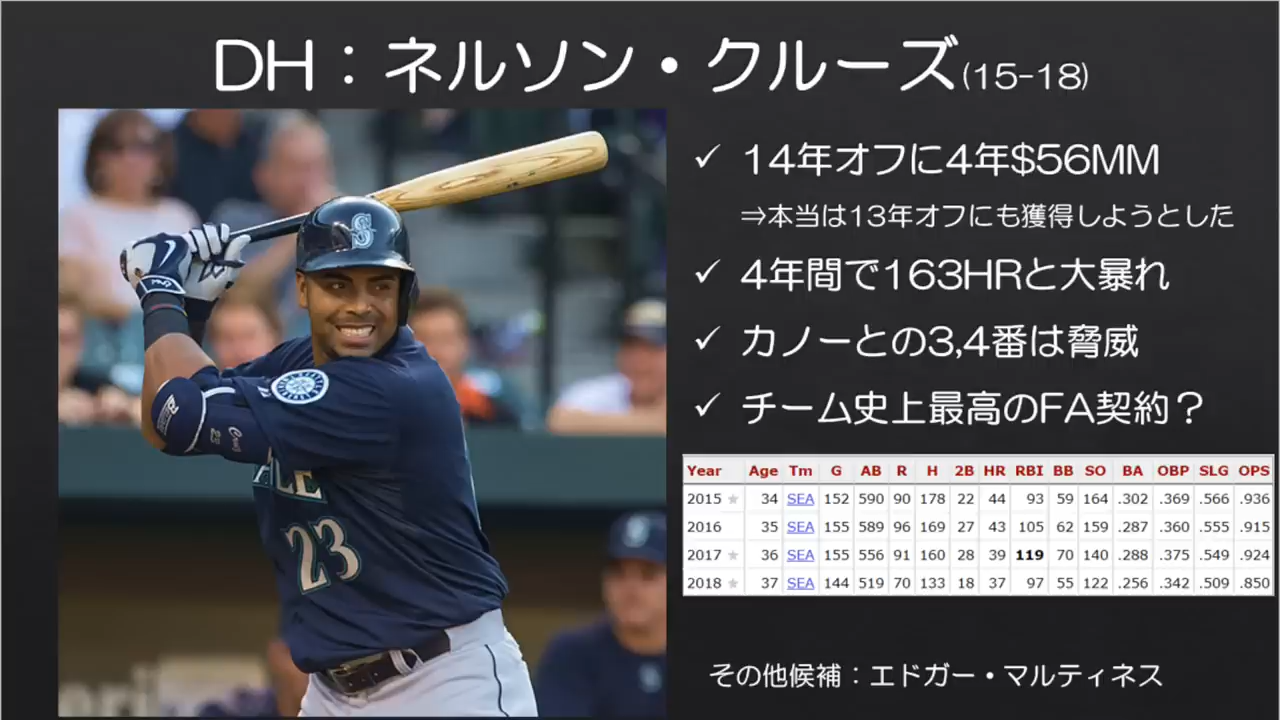 DH：ネルソン・クルーズ(15-18)
✓ 14年オフに4年$56MM
⇒本当は13年オフにも獲得しようとした
✓ 4年間で163HRと大暴れ
✓ カノーとの3,4番は脅威
✓ チーム史上最高のFA契約？
Year Age Tm G AB R H 2B HR RBI BB SO BA OBP SLG OPS
2015 ★ 34 SEA 152 590 90 178 22 44 93 59 164 .302 .369 .566 .936
2016 35 SEA 155 589 96 169 27 43 105 62 159 .287 .360 .555 .915
2017 ★ 36 SEA 155 556 91 160 28 39 119 70 140 .288 .375 .549 .924
2018 ★ 37 SEA 144 519 70 133 18 37 97 55 122 .256 .342 .509 .850
その他候補：エドガー・マルティネス
S
23